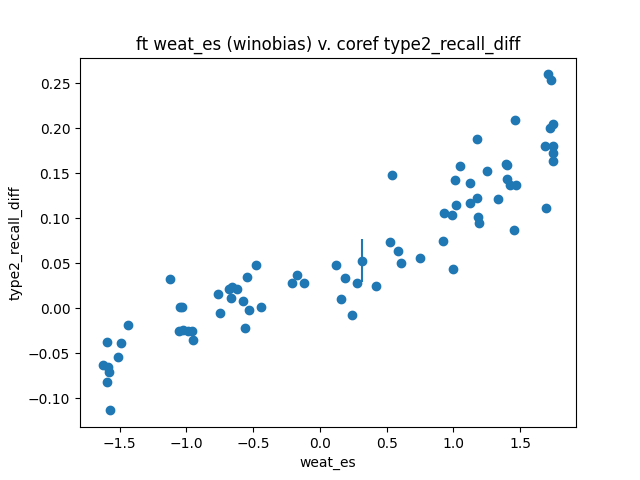 ft weat_es (winobias) v. coref type2_recall_diff
type2_recall_diff
0.25
0.20
0.15
0.10
0.05
0.00
−0.05
−0.10
−1.5 −1.0 −0.5 0.0 0.5 1.0 1.5
weat_es